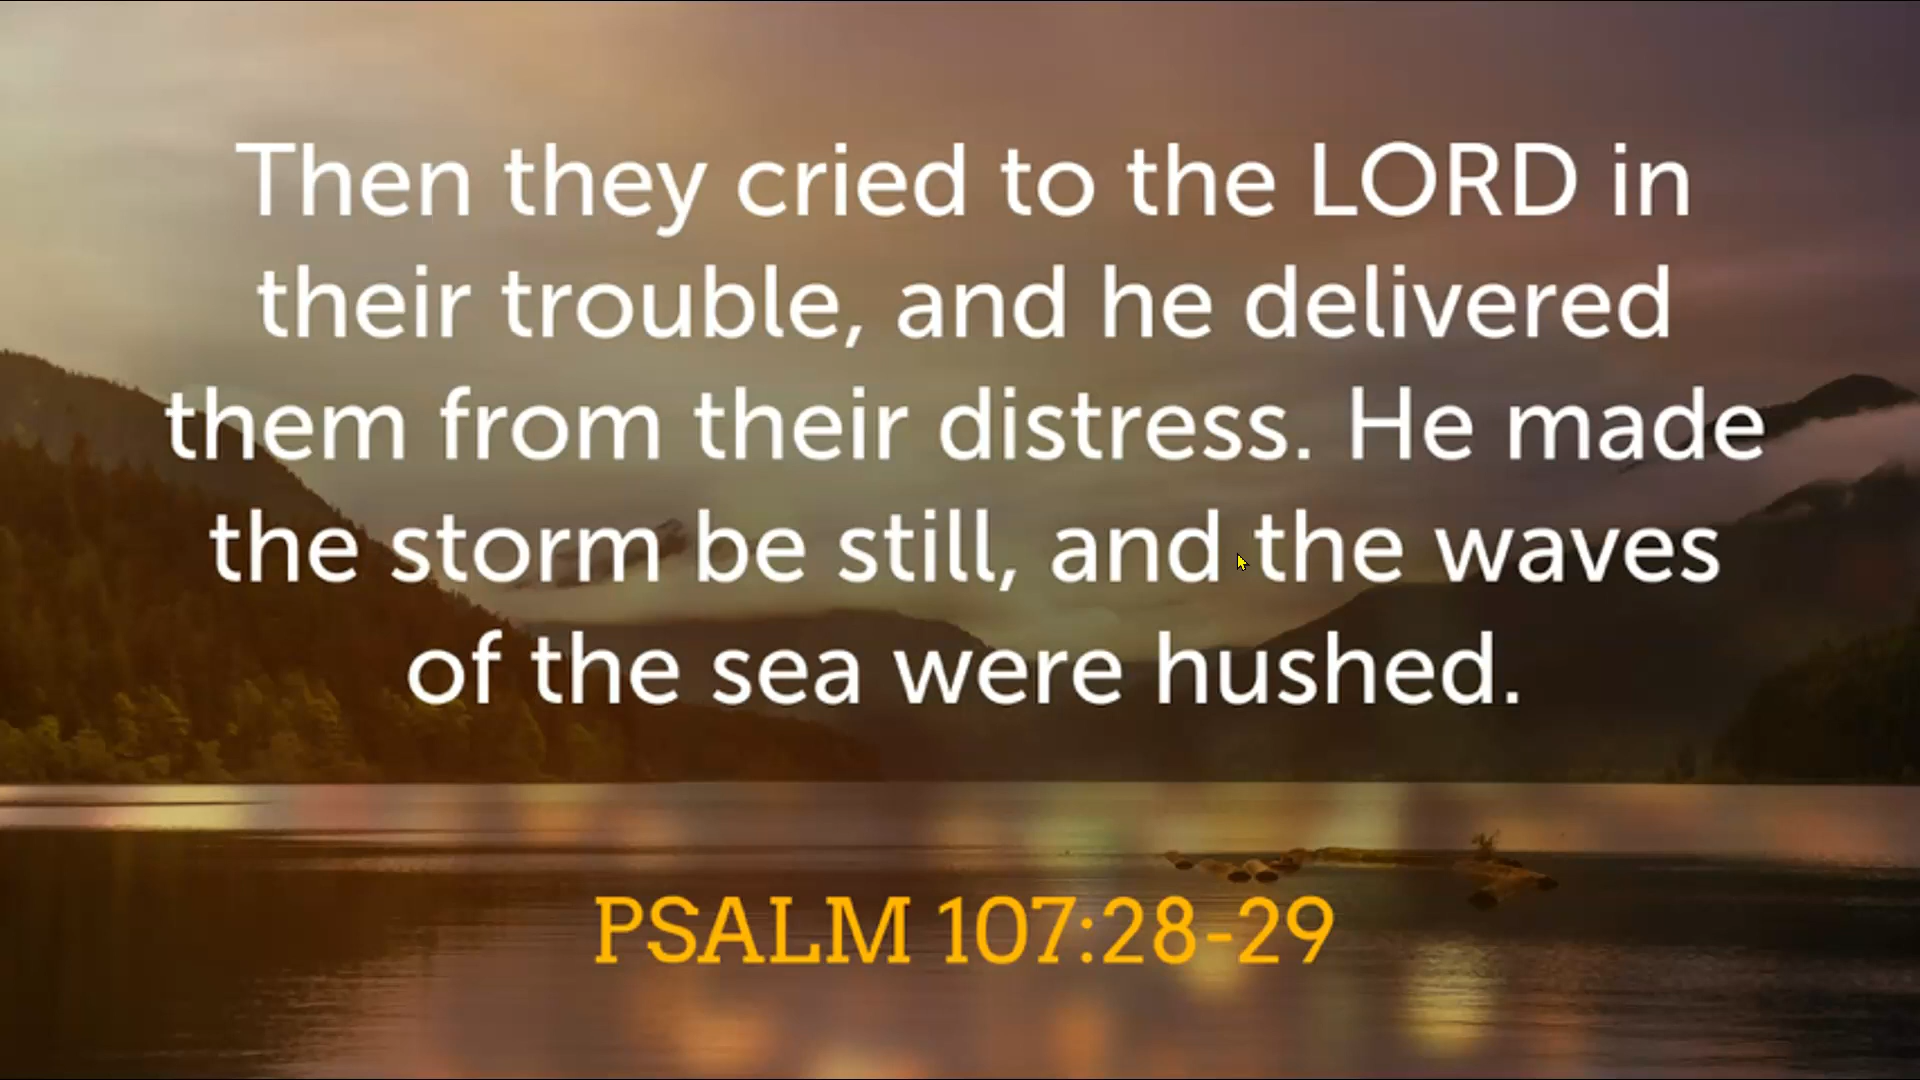 Then they cried to the LORD in
their trouble, and he delivered
them from their distress. He made
the storm be still, and the waves
of the sea were hushed.
PSALM 107:28-29